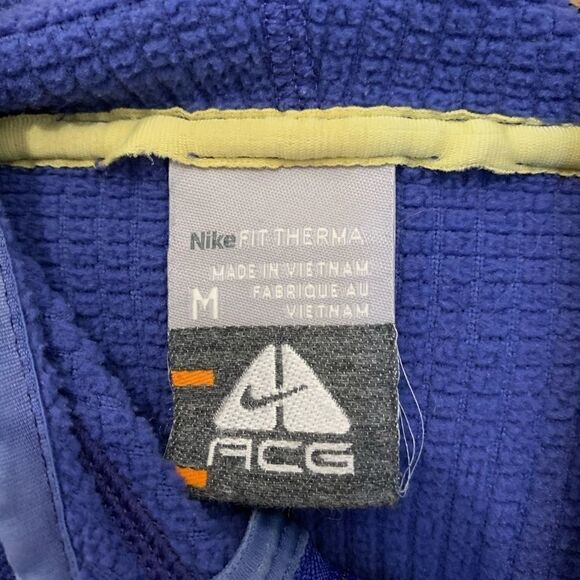 Nike FIT THERMA
MADE IN VIETNAM
M FABRIQUE AU
VIETNAM
ACG